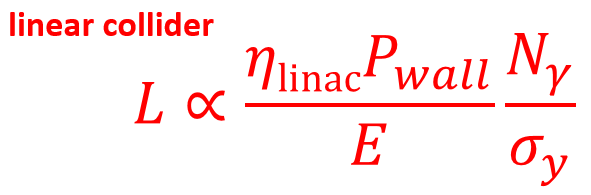 linear collider
L ∝ η_linac P_wall / E N_γ / σ_y